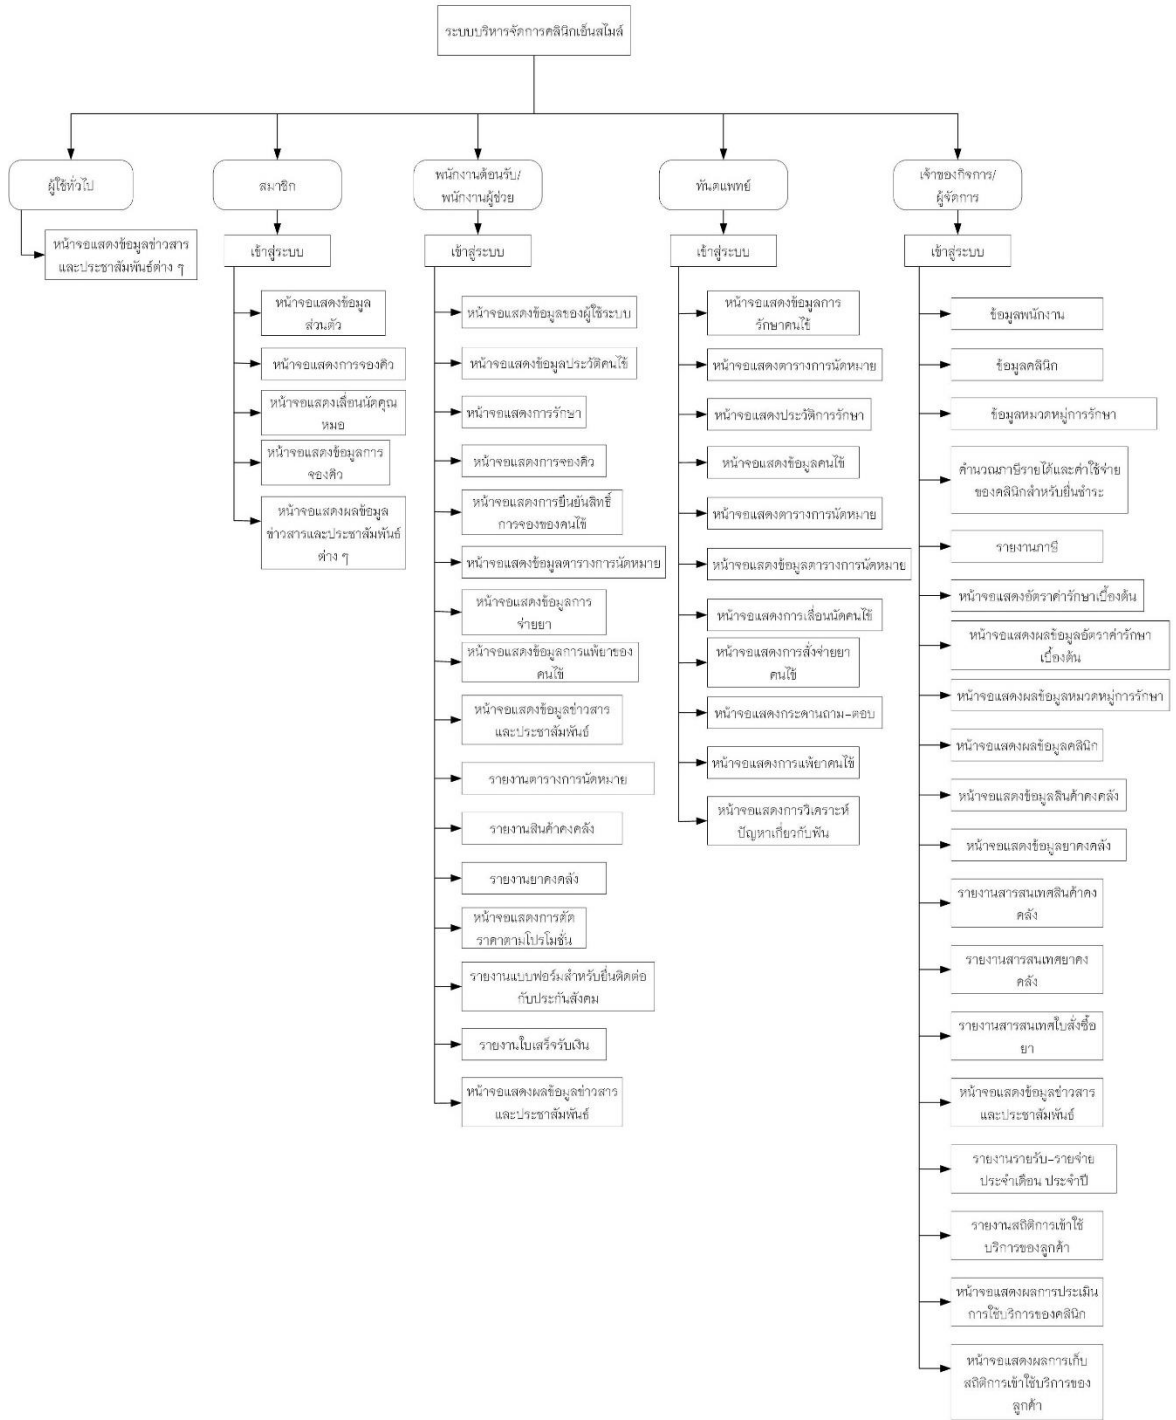 ระบบบริหารจัดการคลินิกเอ็นสไมล์
ผู้ใช้ทั่วไป
หน้าจอแสดงข้อมูลข่าวสาร
และประชาสัมพันธ์ต่าง ๆ
สมาชิก
เข้าสู่ระบบ
หน้าจอแสดงข้อมูล
ส่วนตัว
หน้าจอแสดงการจองคิว
หน้าจอแสดงเลื่อนนัดคุณ
หมอ
หน้าจอแสดงข้อมูลการ
จองคิว
หน้าจอแสดงผลข้อมูล
ข่าวสารและประชาสัมพันธ์
ต่าง ๆ
พนักงานต้อนรับ/
พนักงานผู้ช่วย
เข้าสู่ระบบ
หน้าจอแสดงข้อมูลของผู้ใช้ระบบ
หน้าจอแสดงข้อมูลประวัติคนไข้
หน้าจอแสดงการรักษา
หน้าจอแสดงการจองคิว
หน้าจอแสดงการยืนยันสิทธิ์
การจองของคนไข้
หน้าจอแสดงข้อมูลตารางการนัดหมาย
หน้าจอแสดงข้อมูลการ
จ่ายยา
หน้าจอแสดงข้อมูลการแพ้ยาของ
คนไข้
หน้าจอแสดงข้อมูลข่าวสาร
และประชาสัมพันธ์
รายงานตารางการนัดหมาย
รายงานสินค้าคงคลัง
รายงานยาคงคลัง
หน้าจอแสดงการตัด
ราคาตามโปรโมชั่น
รายงานแบบฟอร์มสำหรับยื่นติดต่อ
กับประกันสังคม
รายงานใบเสร็จรับเงิน
หน้าจอแสดงผลข้อมูลข่าวสาร
และประชาสัมพันธ์
ทันตแพทย์
เข้าสู่ระบบ
หน้าจอแสดงข้อมูลการ
รักษาคนไข้
หน้าจอแสดงตารางการนัดหมาย
หน้าจอแสดงประวัติการรักษา
หน้าจอแสดงข้อมูลคนไข้
หน้าจอแสดงตารางการนัดหมาย
หน้าจอแสดงข้อมูลตารางการนัดหมาย
หน้าจอแสดงการเลื่อนนัดคนไข้
หน้าจอแสดงการสั่งจ่ายยา
คนไข้
หน้าจอแสดงกระดานถาม-ตอบ
หน้าจอแสดงการแพ้ยาคนไข้
หน้าจอแสดงการวิเคราะห์
ปัญหาเกี่ยวกับฟัน
เจ้าของกิจการ/
ผู้จัดการ
เข้าสู่ระบบ
ข้อมูลพนักงาน
ข้อมูลคลินิก
ข้อมูลหมวดหมู่การรักษา
คำนวณภาษีรายได้และค่าใช้จ่าย
ของคลินิกสำหรับยื่นชำระ
รายงานภาษี
หน้าจอแสดงอัตราค่ารักษาเบื้องต้น
หน้าจอแสดงผลข้อมูลอัตราค่ารักษา
เบื้องต้น
หน้าจอแสดงผลข้อมูลหมวดหมู่การรักษา
หน้าจอแสดงผลข้อมูลคลินิก
หน้าจอแสดงข้อมูลสินค้าคงคลัง
หน้าจอแสดงข้อมูลยาคงคลัง
รายงานสารสนเทศสินค้าคง
คลัง
รายงานสารสนเทศยาคง
คลัง
รายงานสารสนเทศใบสั่งซื้อ
ยา
หน้าจอแสดงข้อมูลข่าวสาร
และประชาสัมพันธ์
รายงานรายรับ-รายจ่าย
ประจำเดือน ประจำปี
รายงานสถิติการเข้าใช้
บริการของลูกค้า
หน้าจอแสดงผลการประเมิน
การใช้บริการของคลินิก
หน้าจอแสดงผลการเก็บ
สถิติการเข้าใช้บริการของ
ลูกค้า